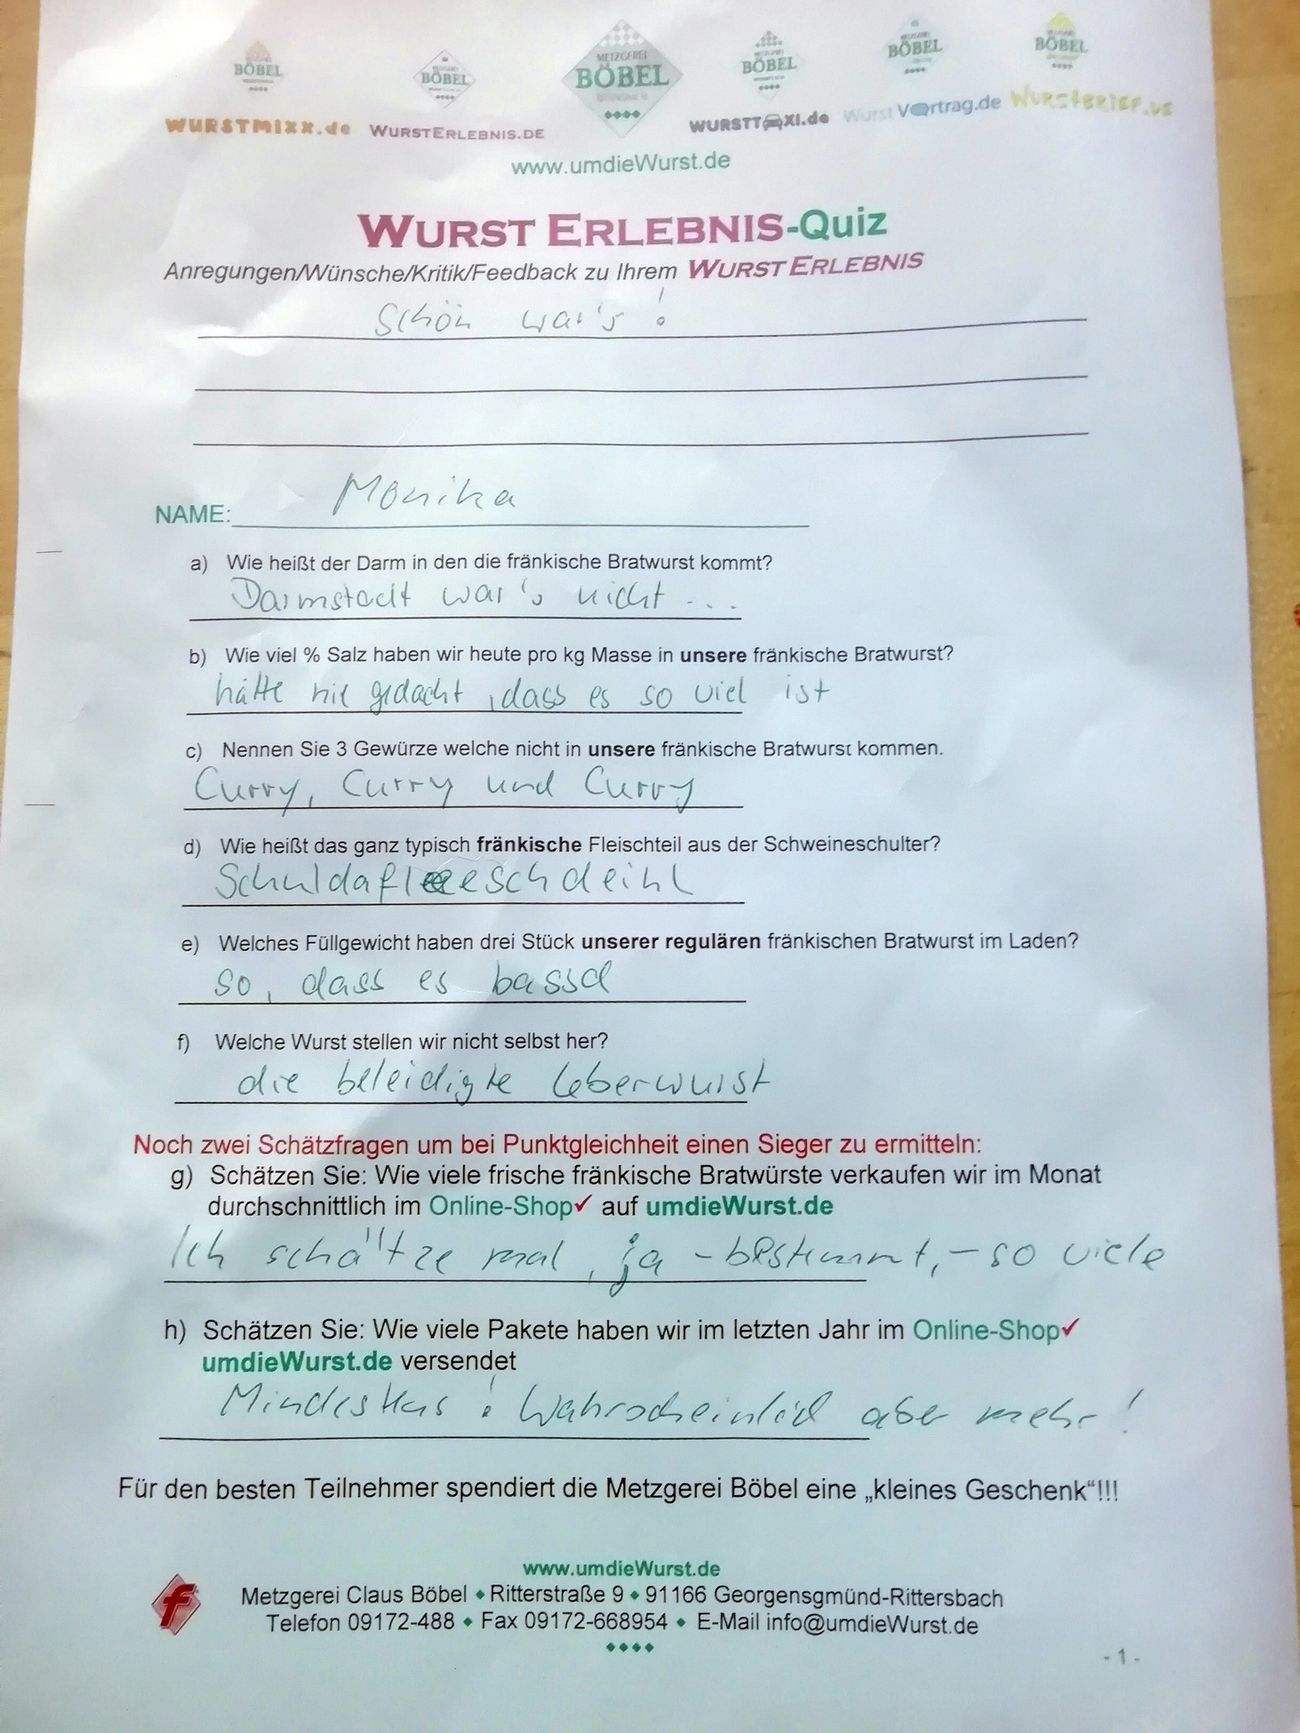 METZGEREI BÖBEL
WURSTMIXX.de WURSTERLEBNIS.DE WURSTTAXI.de WurstVortrag.de WURSTBRIEF.DE
www.umdieWurst.de
WURST ERLEBNIS-Quiz
Anregungen/Wünsche/Kritik/Feedback zu Ihrem WURST ERLEBNIS
Schön war's!
NAME: Monika
a) Wie heißt der Darm in den die fränkische Bratwurst kommt?
Darmstadt war's nicht...
b) Wie viel % Salz haben wir heute pro kg Masse in unsere fränkische Bratwurst?
hätte nie gedacht, dass es so viel ist
c) Nennen Sie 3 Gewürze welche nicht in unsere fränkische Bratwurst kommen.
Curry, Curry und Curry
d) Wie heißt das ganz typisch fränkische Fleischteil aus der Schweineschulter?
e) Welches Füllgewicht haben drei Stück unserer regulären fränkischen Bratwurst im Laden?
so, dass es bassd
f) Welche Wurst stellen wir nicht selbst her?
die beleidigte Leberwurst
Noch zwei Schätzfragen um bei Punktgleichheit einen Sieger zu ermitteln:
g) Schätzen Sie: Wie viele frische fränkische Bratwürste verkaufen wir im Monat
durchschnittlich im Online-Shop✓ auf umdieWurst.de
Ich schätze mal, ja - bestimmt, - so viele
h) Schätzen Sie: Wie viele Pakete haben wir im letzten Jahr im Online-Shop✓
umdieWurst.de versendet
Mindestens! Wahrscheinlich aber mehr!
Für den besten Teilnehmer spendiert die Metzgerei Böbel eine „kleines Geschenk“!!!
www.umdieWurst.de
f Metzgerei Claus Böbel ⬥ Ritterstraße 9 ⬥ 91166 Georgensgmünd-Rittersbach
Telefon 09172-488 ⬥ Fax 09172-668954 ⬥ E-Mail info@umdieWurst.de
- 1 -